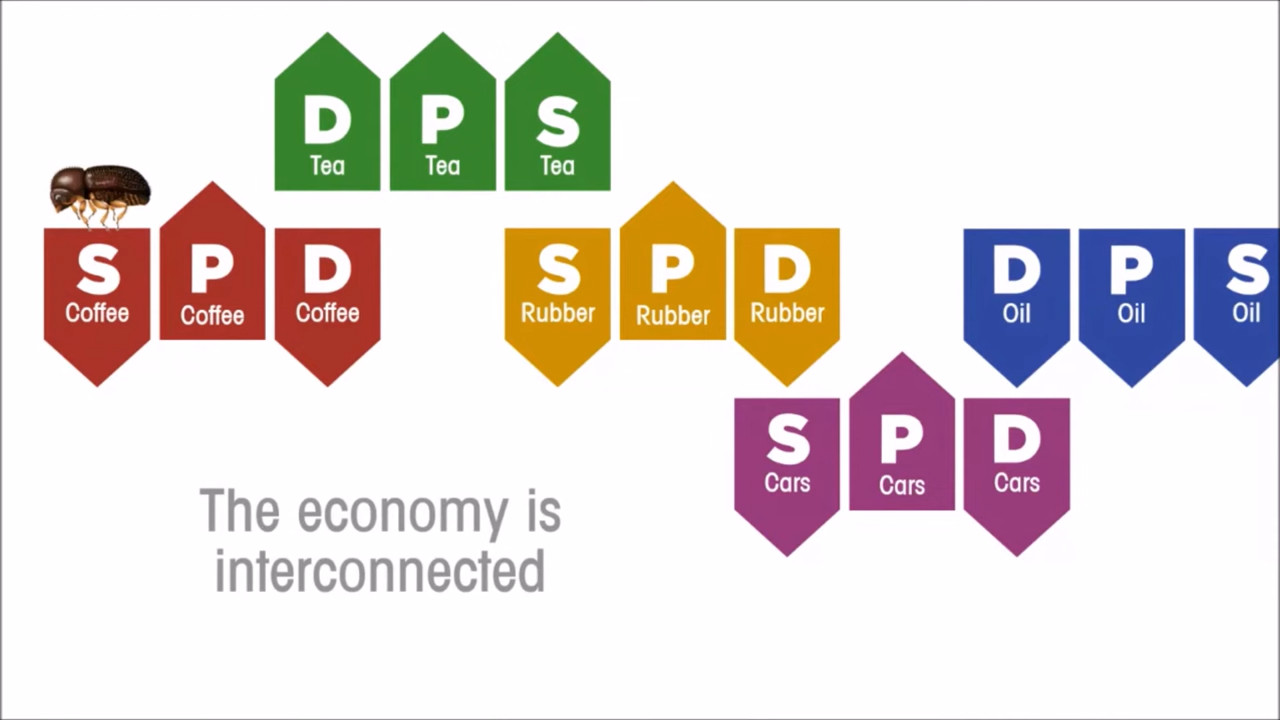 D P S
Tea Tea Tea
S P D
Coffee Coffee Coffee
S P D
Rubber Rubber Rubber
D P S
Oil Oil Oil
S P D
Cars Cars Cars
The economy is
interconnected